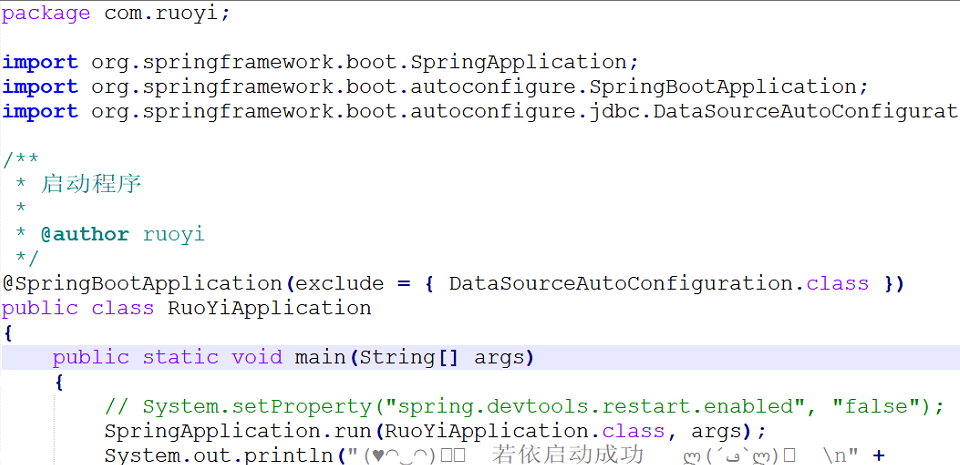 package com.ruoyi;
import org.springframework.boot.SpringApplication;
import org.springframework.boot.autoconfigure.SpringBootApplication;
import org.springframework.boot.autoconfigure.jdbc.DataSourceAutoConfigurat
/**
 * 启动程序
 *
 * @author ruoyi
 */
@SpringBootApplication(exclude = { DataSourceAutoConfiguration.class })
public class RuoYiApplication
{
    public static void main(String[] args)
    {
        // System.setProperty("spring.devtools.restart.enabled", "false");
        SpringApplication.run(RuoYiApplication.class, args);
        System.out.println("(♥◠‿◠)□□  若依启动成功   ლ(´ڡ`ლ)□  \n" +